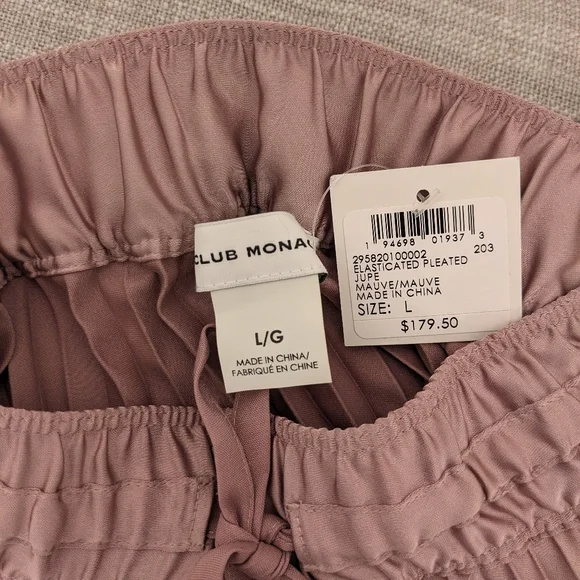 CLUB MONA
L/G
MADE IN CHINA/
FABRIQUÉ EN CHINE
1 94698 01937 3
295820100002 203
ELASTICATED PLEATED
JUPE
MAUVE/MAUVE
MADE IN CHINA
SIZE: L
$179.50